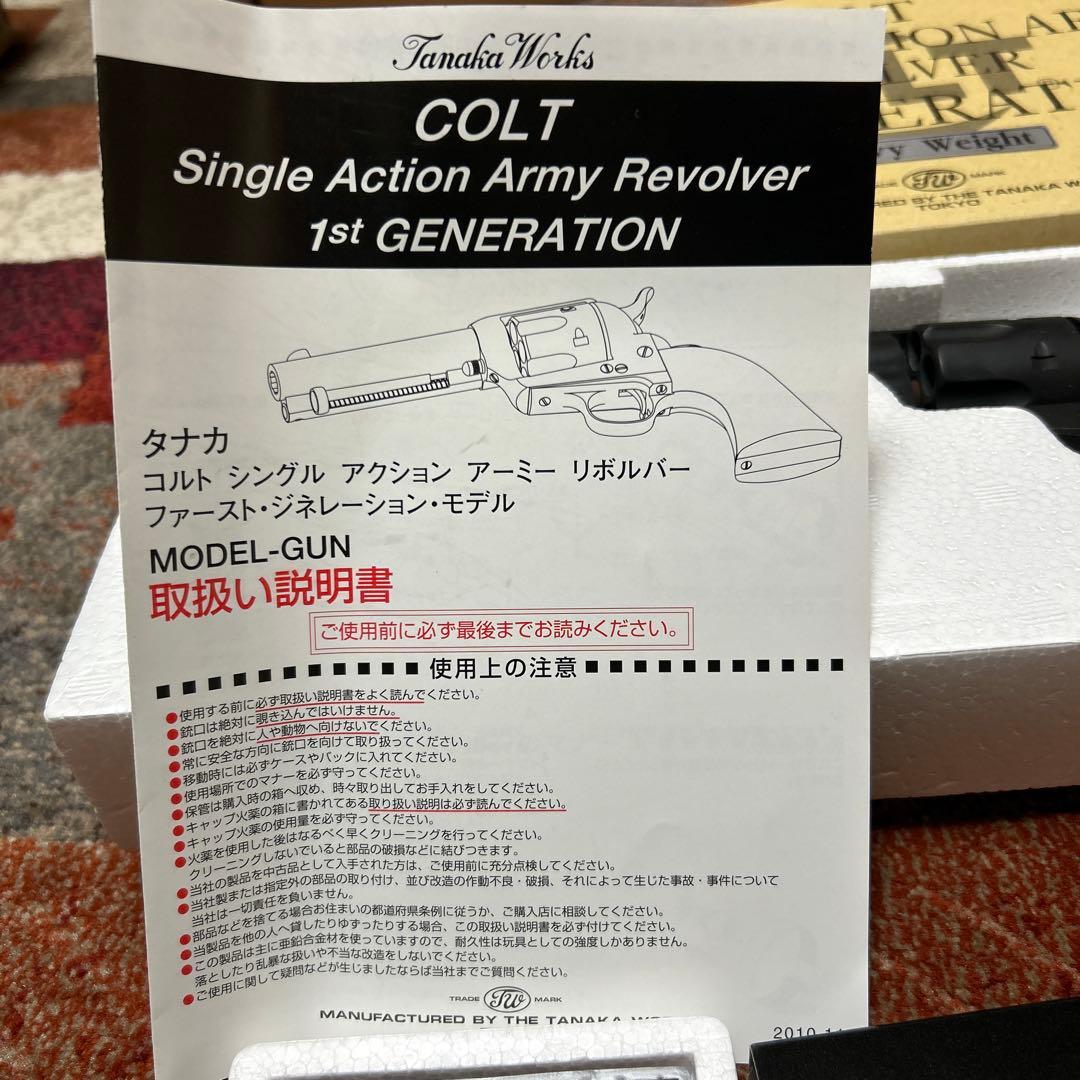 Tanaka Works
COLT
Single Action Army Revolver
1st GENERATION
タナカ
コルト シングル アクション アーミー リボルバー
ファースト・ジネレーション・モデル
MODEL-GUN
取扱い説明書
ご使用前に必ず最後までお読みください。
使用上の注意
●使用する前に必ず取扱い説明書をよく読んでください。
●銃口は絶対に覗き込んではいけません。
●銃口を絶対に人や動物へ向けないでください。
●常に安全な方向に銃口を向けて取り扱ってください。
●移動時には必ずケースやバックに入れてください。
●使用場所でのマナーを必ず守ってください。
●保管は購入時の箱へ収め、時々取り出してお手入れをしてください。
●キャップ火薬の箱に書かれてある取り扱い説明は必ず読んでください。
●キャップ火薬の使用量を必ず守ってください。
●火薬を使用した後はなるべく早くクリーニングを行ってください。
クリーニングしないでいると部品の破損などに結びつきます。
●当社の製品を中古品として入手された方は、ご使用前に充分点検してください。
●当社製または指定外の部品の取り付け、並び改造の作動不良・破損、それによって生じた事故・事件について
当社は一切責任を負いません。
●部品などを捨てる場合お住まいの都道府県条例に従うか、ご購入店に相談してください。
●当製品を他の人へ貸したりゆずったりする場合、この取扱い説明書を必ず付けてください。
●この製品は主に亜鉛合金材を使っていますので、耐久性は玩具としての強度しかありません。
落としたり乱暴な扱いや不当な改造をしないでください。
●ご使用に関して疑問などが生じましたならば当社までご質問ください。
TRADE TW MARK
MANUFACTURED BY THE TANAKA WO
2010.11
ION AR
LVER
ERAT
vy Weight
ADE TW MARK
RED BY THE TANAKA W
TOKYO